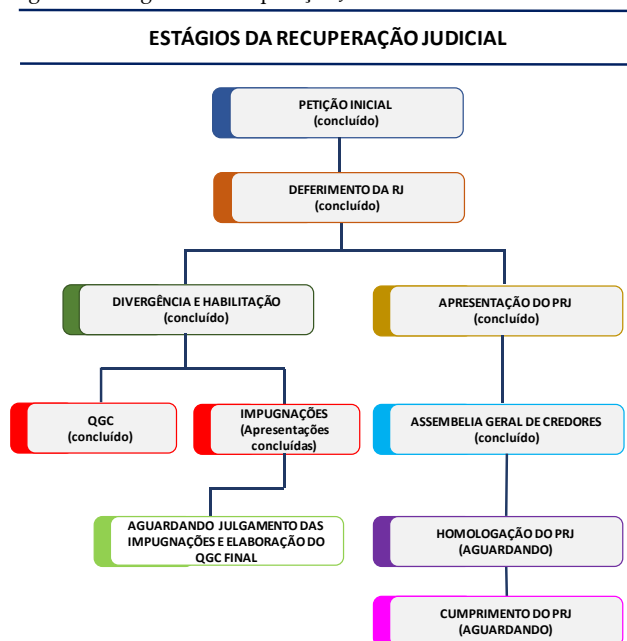 ESTÁGIOS DA RECUPERAÇÃO JUDICIAL
PETIÇÃO INICIAL
(concluído)
DEFERIMENTO DA RJ
(concluído)
DIVERGÊNCIA E HABILITAÇÃO
(concluído)
APRESENTAÇÃO DO PRJ
(concluído)
QGC
(concluído)
IMPUGNAÇÕES
(Apresentações
concluídas)
ASSEMBELIA GERAL DE CREDORES
(concluído)
AGUARDANDO JULGAMENTO DAS
IMPUGNAÇÕES E ELABORAÇÃO DO
QGC FINAL
HOMOLOGAÇÃO DO PRJ
(AGUARDANDO)
CUMPRIMENTO DO PRJ
(AGUARDANDO)